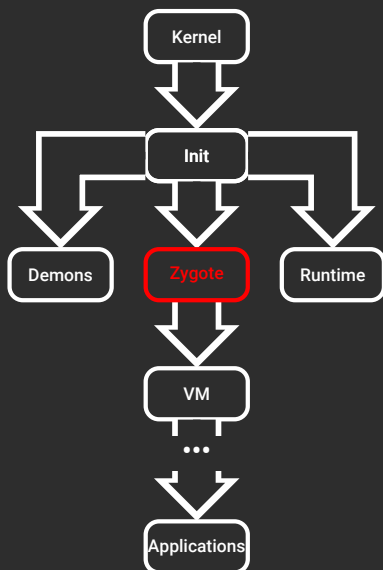 Kernel
Init
Demons
Zygote
Runtime
VM
...
Applications